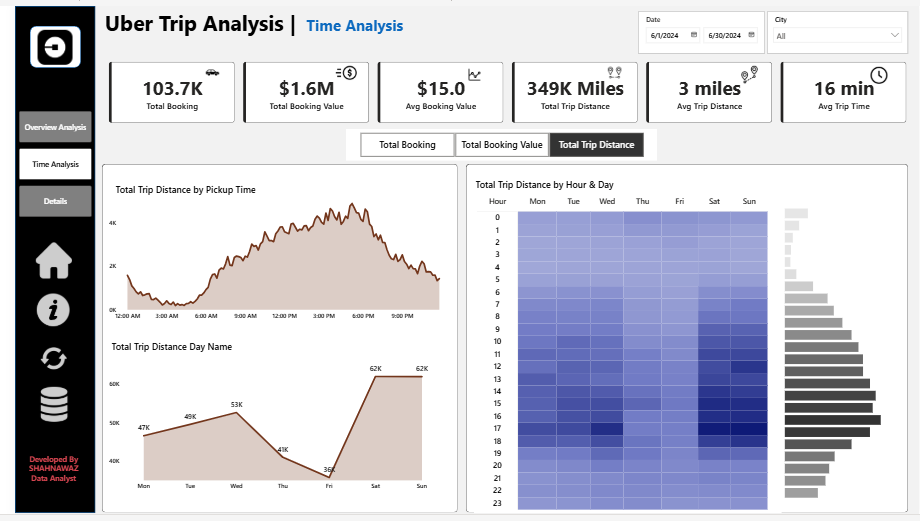 Uber Trip Analysis | Time Analysis
Date
6/1/2024 6/30/2024
City
All
103.7K
Total Booking
$1.6M
Total Booking Value
$15.0
Avg Booking Value
349K Miles
Total Trip Distance
3 miles
Avg Trip Distance
16 min
Avg Trip Time
Overview Analysis
Time Analysis
Details
Developed By
SHAHNAWAZ
Data Analyst
Total Booking Total Booking Value Total Trip Distance
Total Trip Distance by Pickup Time
4K
2K
0K
12:00 AM 3:00 AM 6:00 AM 9:00 AM 12:00 PM 3:00 PM 6:00 PM 9:00 PM
Total Trip Distance Day Name
60K
50K
40K
47K 49K 53K 41K 36K 62K 62K
Mon Tue Wed Thu Fri Sat Sun
Total Trip Distance by Hour & Day
Hour Mon Tue Wed Thu Fri Sat Sun
0
1
2
3
4
5
6
7
8
9
10
11
12
13
14
15
16
17
18
19
20
21
22
23